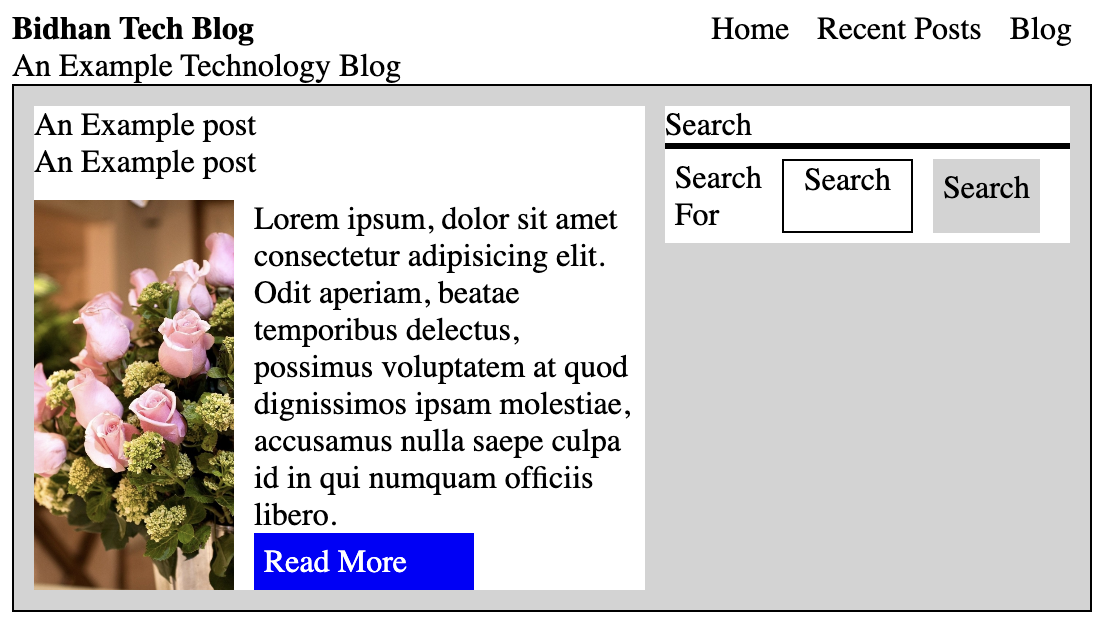 Bidhan Tech Blog
Home Recent Posts Blog
An Example Technology Blog
An Example post
An Example post
Lorem ipsum, dolor sit amet
consectetur adipisicing elit.
Odit aperiam, beatae
temporibus delectus,
possimus voluptatem at quod
dignissimos ipsam molestiae,
accusamus nulla saepe culpa
id in qui numquam officiis
libero.
Read More
Search
Search
For
Search
Search